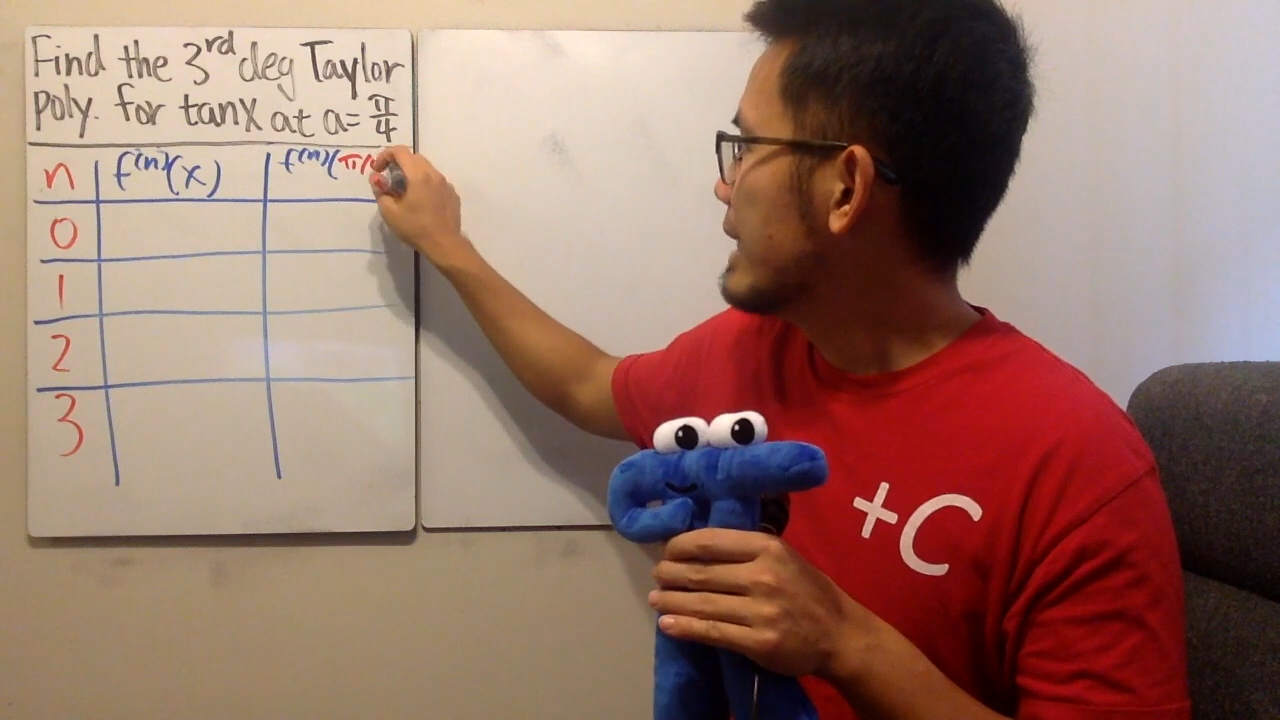 Find the 3rd deg Taylor
poly. for tanx at a= π/4
n f^(n)(x) f^(n)(π/
0
1
2
3
+C